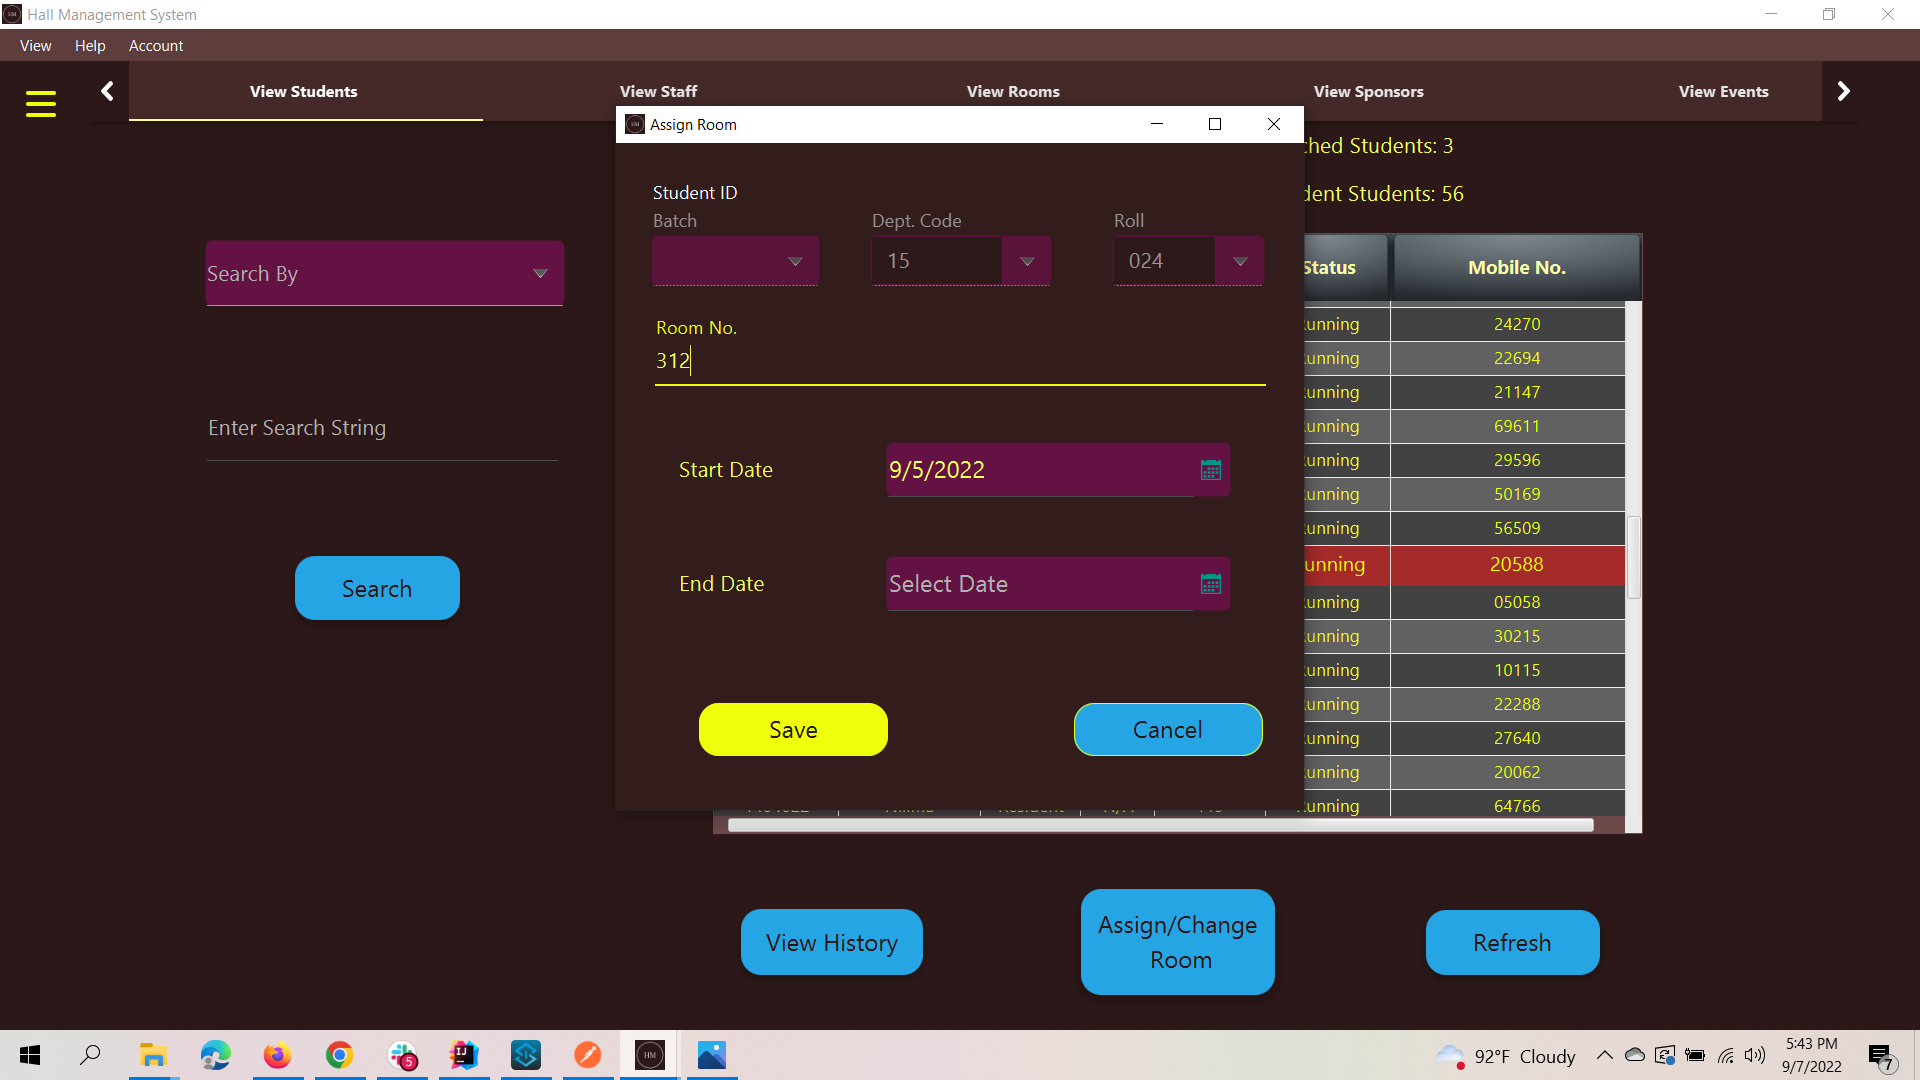 Hall Management System
View Help Account
View Students View Staff View Rooms View Sponsors View Events
Assign Room
ched Students: 3
dent Students: 56
Student ID
Batch Dept. Code Roll
15 024
Search By
Status Mobile No.
Room No.
312
unning 24270
unning 22694
unning 21147
unning 69611
Enter Search String
unning 29596
Start Date 9/5/2022
unning 50169
unning 56509
unning 20588
End Date Select Date
Search
unning 05058
unning 30215
unning 10115
unning 22288
Save Cancel
unning 27640
unning 20062
unning 64766
View History
Assign/Change
Room
Refresh
HM
5
92°F Cloudy
5:43 PM
9/7/2022
7